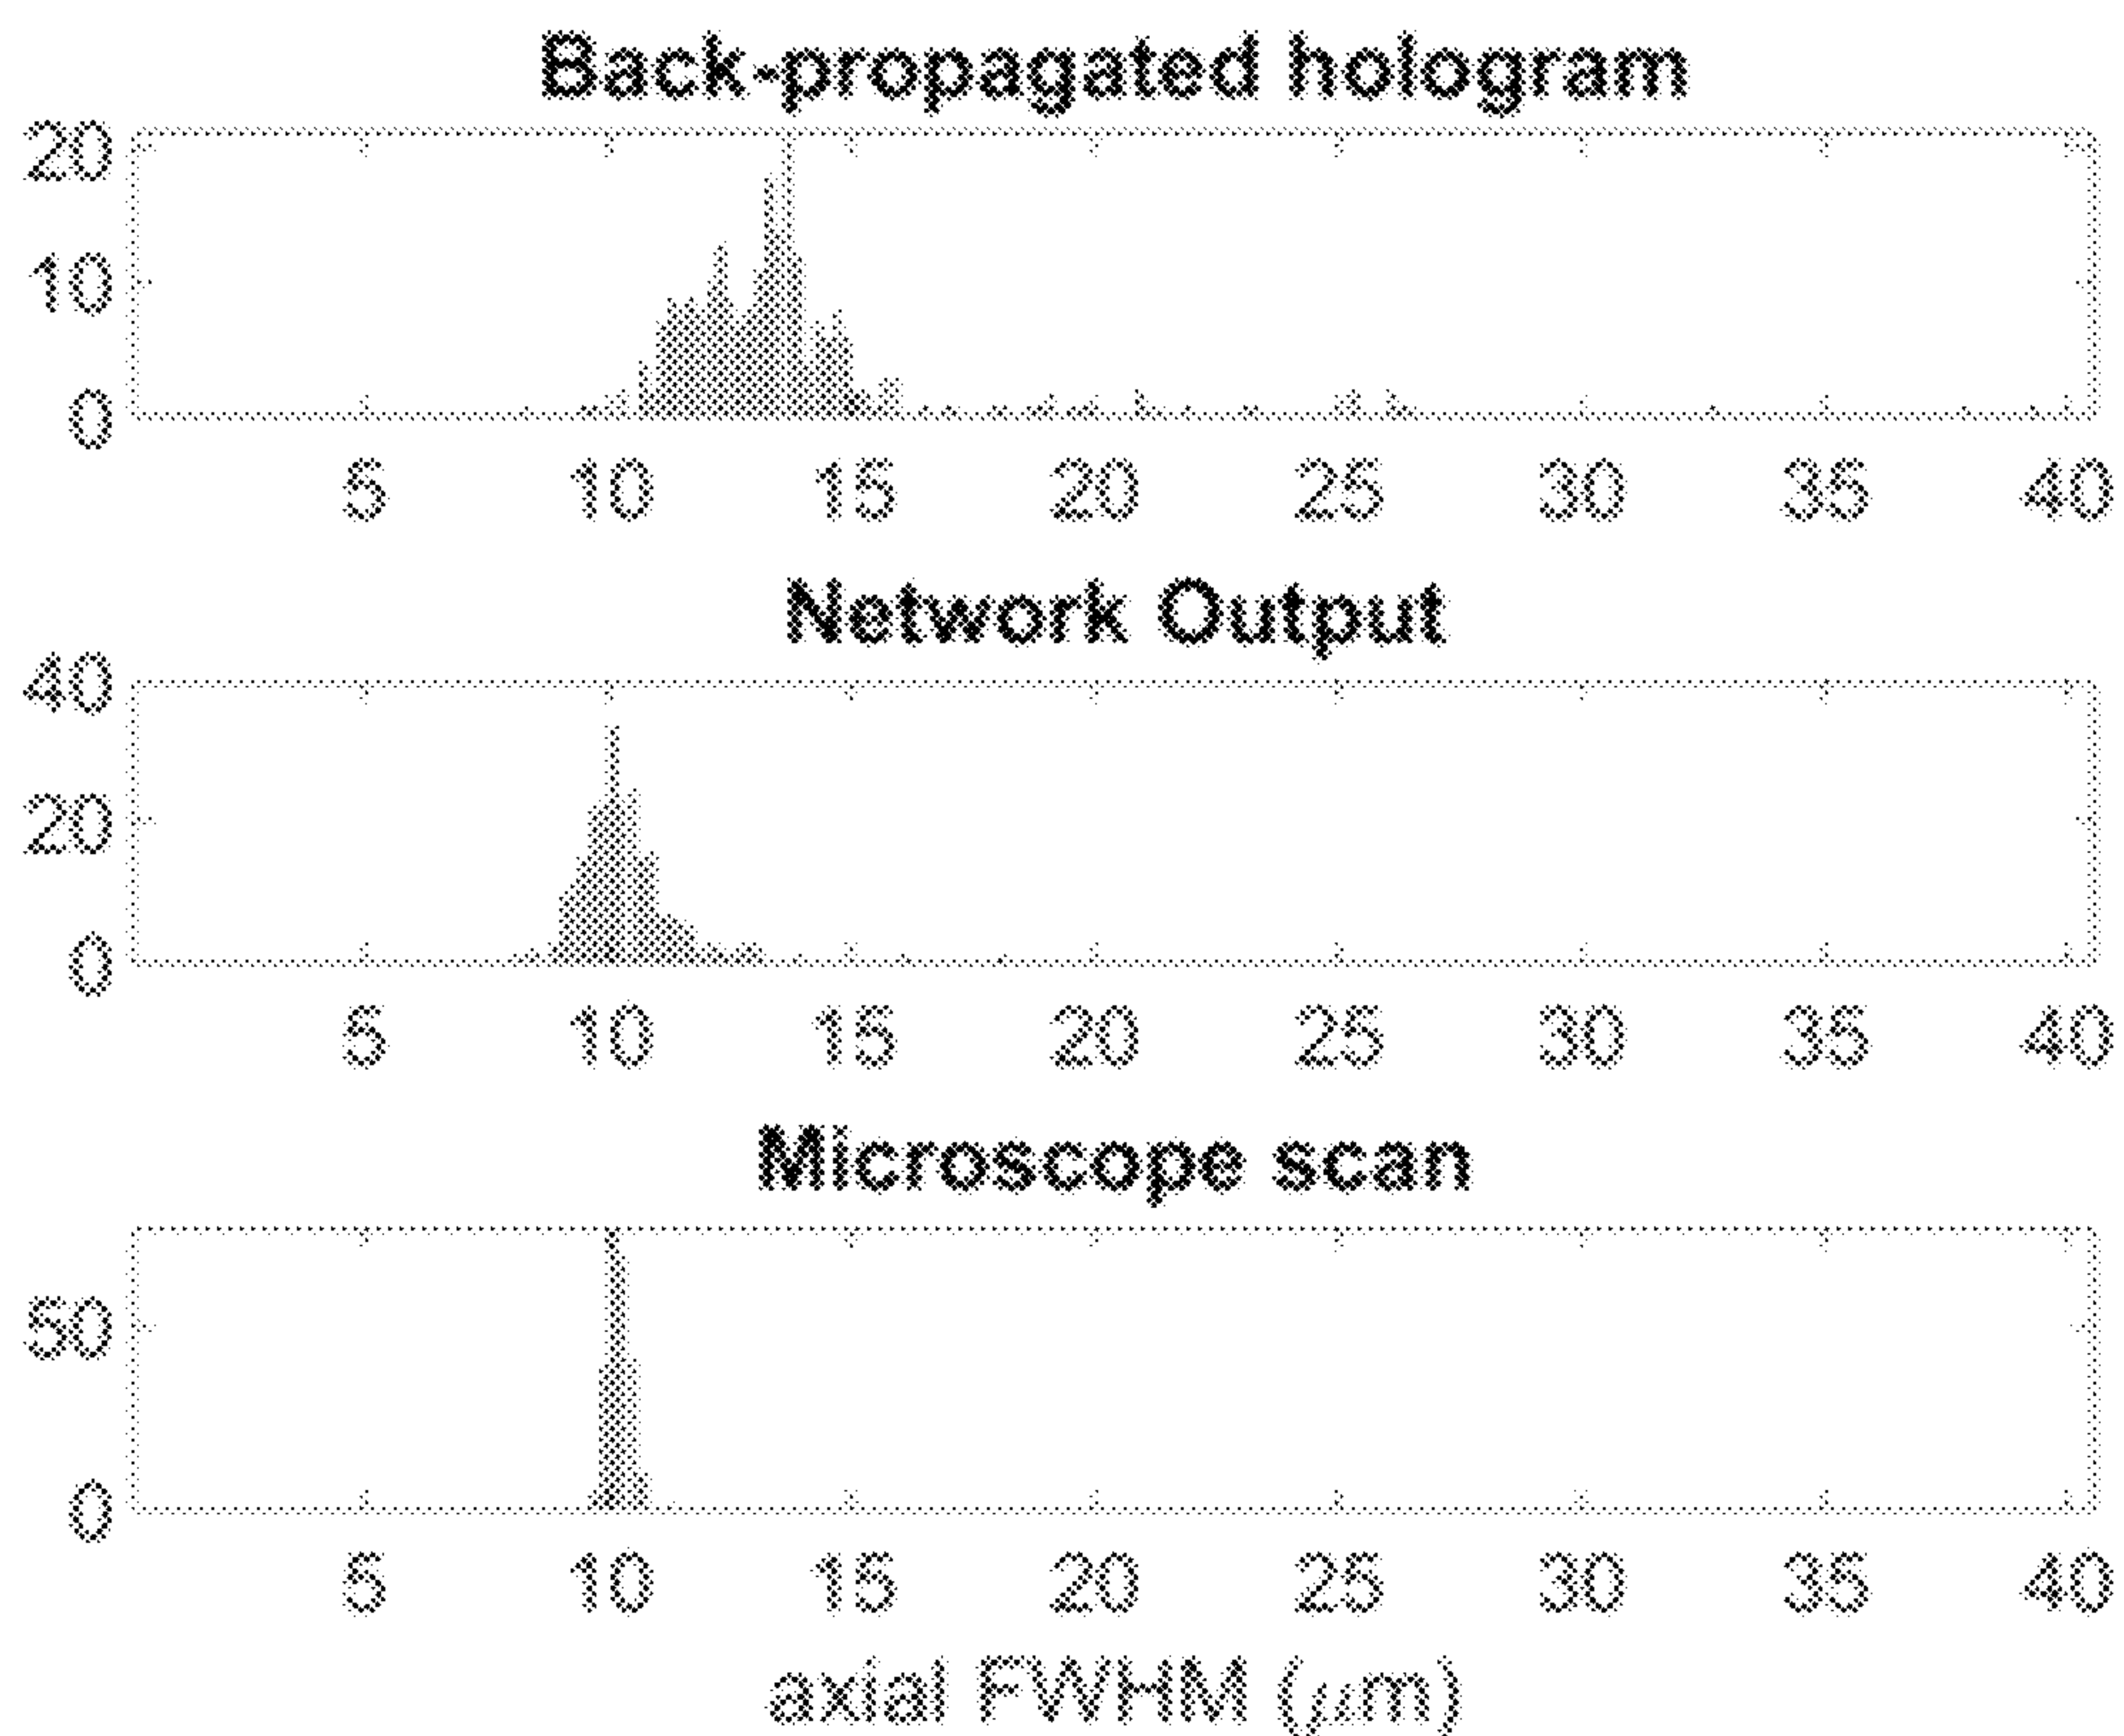 Back-propagated hologram
20
10
0
5 10 15 20 25 30 35 40
Network Output
40
20
0
5 10 15 20 25 30 35 40
Microscope scan
50
0
5 10 15 20 25 30 35 40
axial FWHM (μm)